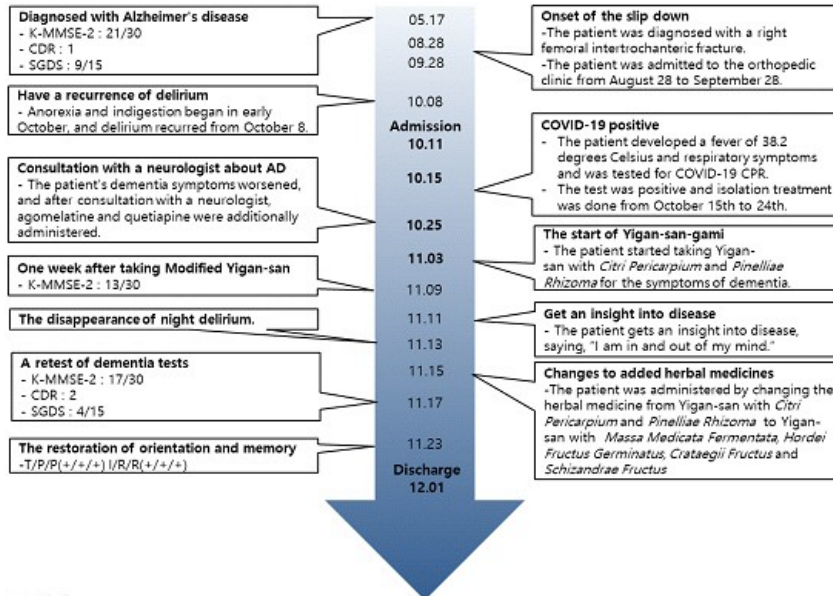 Diagnosed with Alzheimer's disease
- K-MMSE-2 : 21/30
- CDR : 1
- SGDS : 9/15
Have a recurrence of delirium
- Anorexia and indigestion began in early
October, and delirium recurred from October 8.
Consultation with a neurologist about AD
- The patient's dementia symptoms worsened,
and after consultation with a neurologist,
agomelatine and quetiapine were additionally
administered.
One week after taking Modified Yigan-san
- K-MMSE-2 : 13/30
The disappearance of night delirium.
A retest of dementia tests
- K-MMSE-2 : 17/30
- CDR : 2
- SGDS : 4/15
The restoration of orientation and memory
-T/P/P(+/+/+) I/R/R(+/+/+)
05.17
08.28
09.28
10.08
Admission
10.11
10.15
10.25
11.03
11.09
11.11
11.13
11.15
11.17
11.23
Discharge
12.01
Onset of the slip down
-The patient was diagnosed with a right
femoral intertrochanteric fracture.
-The patient was admitted to the orthopedic
clinic from August 28 to September 28.
COVID-19 positive
- The patient developed a fever of 38.2
degrees Celsius and respiratory symptoms
and was tested for COVID-19 CPR.
- The test was positive and isolation treatment
was done from October 15th to 24th.
The start of Yigan-san-gami
- The patient started taking Yigan-
san with Citri Pericarpium and Pinelliae
Rhizoma for the symptoms of dementia.
Get an insight into disease
- The patient gets an insight into disease,
saying, "I am in and out of my mind."
Changes to added herbal medicines
-The patient was administered by changing the
herbal medicine from Yigan-san with Citri
Pericarpium and Pinelliae Rhizoma to Yigan-
san with Massa Medicata Fermentata, Hordei
Fructus Germinatus, Crataegii Fructus and
Schizandrae Fructus